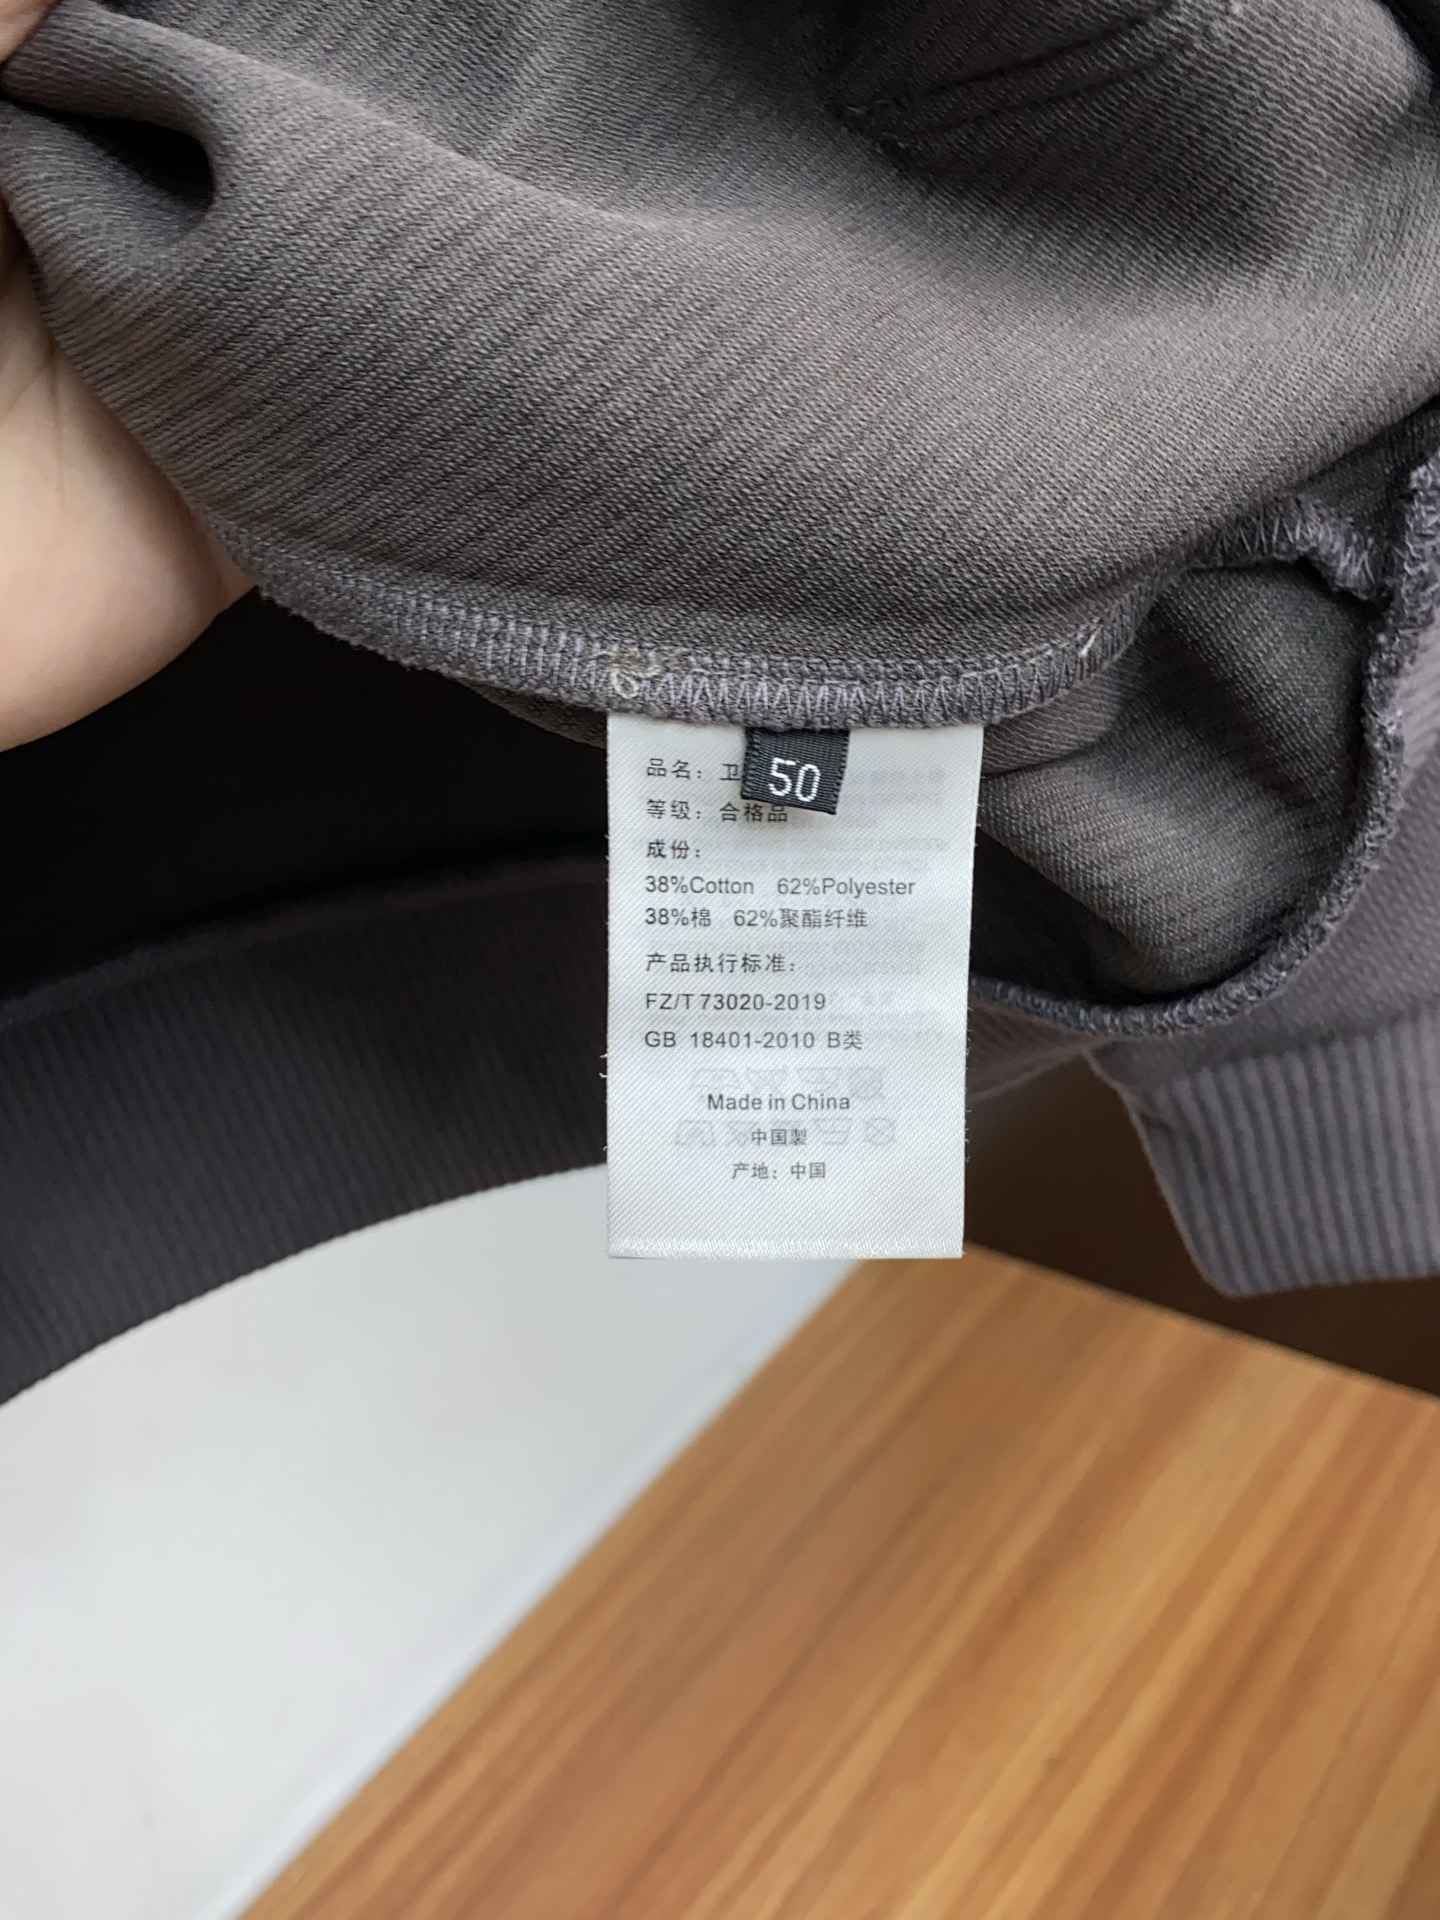 品名：卫
50
等级：合格品
成份：
38%Cotton 62%Polyester
38%棉 62%聚酯纤维
产品执行标准：
FZ/T 73020-2019
GB 18401-2010 B类
Made in China
中国製
产地：中国